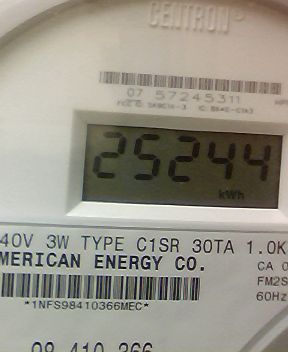 CENTRON
07 57245311
25244
kWh
40V 3W TYPE C1SR 30TA 1.0K
MERICAN ENERGY CO.
CA 0
FM2S
60Hz
*1NFS98410366MEC*
98 410 366